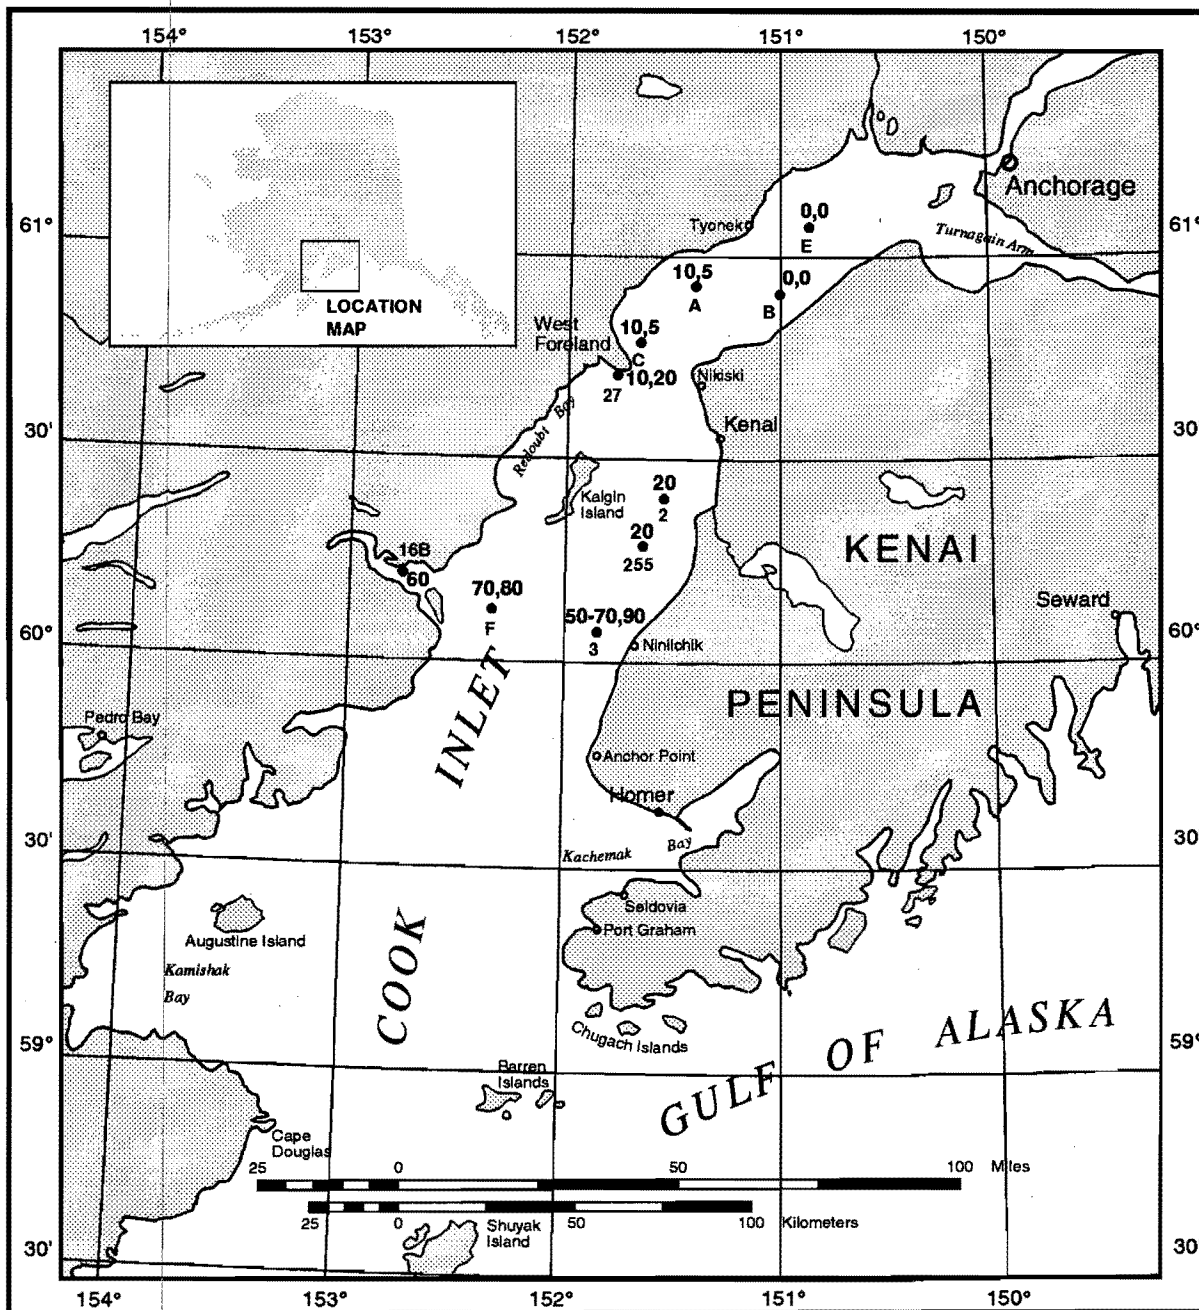 154° 153° 152° 151° 150°
Anchorage
0,0
61° Tyonek 61°
E
Turnagain Arm
10,5 0,0
A B
LOCATION
MAP
West
Foreland
10,5
C
10,20
27
Nikiski
Redoubt Bay
Kenai
30' 30'
20
2
Kalgin
Island
20
255
KENAI
16B
60
70,80
F
50-70,90
3
Seward
60° 60°
Ninilchik
INLET
PENINSULA
Pedro Bay
Anchor Point
Homer
30' 30'
Kachemak Bay
Seldovia
Port Graham
Augustine Island
COOK
Kamishak
Bay
Chugach Islands
GULF OF ALASKA
59° 59°
Barren
Islands
Cape
Douglas
25 0 50 100 Miles
25 0 50 100 Kilometers
Shuyak
Island
30' 30'
154° 153° 152° 151° 150°